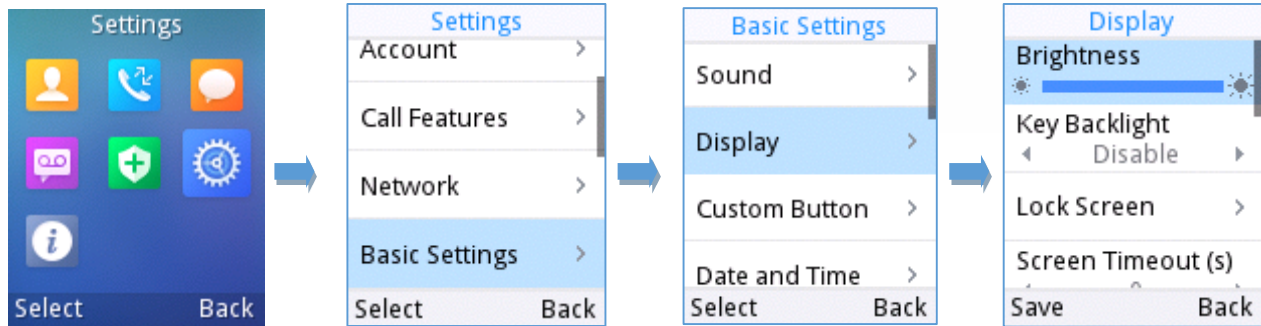 Settings
Select Back
Settings
Account
Call Features
Network
Basic Settings
Select Back
Basic Settings
Sound
Display
Custom Button
Date and Time
Select Back
Display
Brightness
Key Backlight
Disable
Lock Screen
Screen Timeout (s)
Save Back